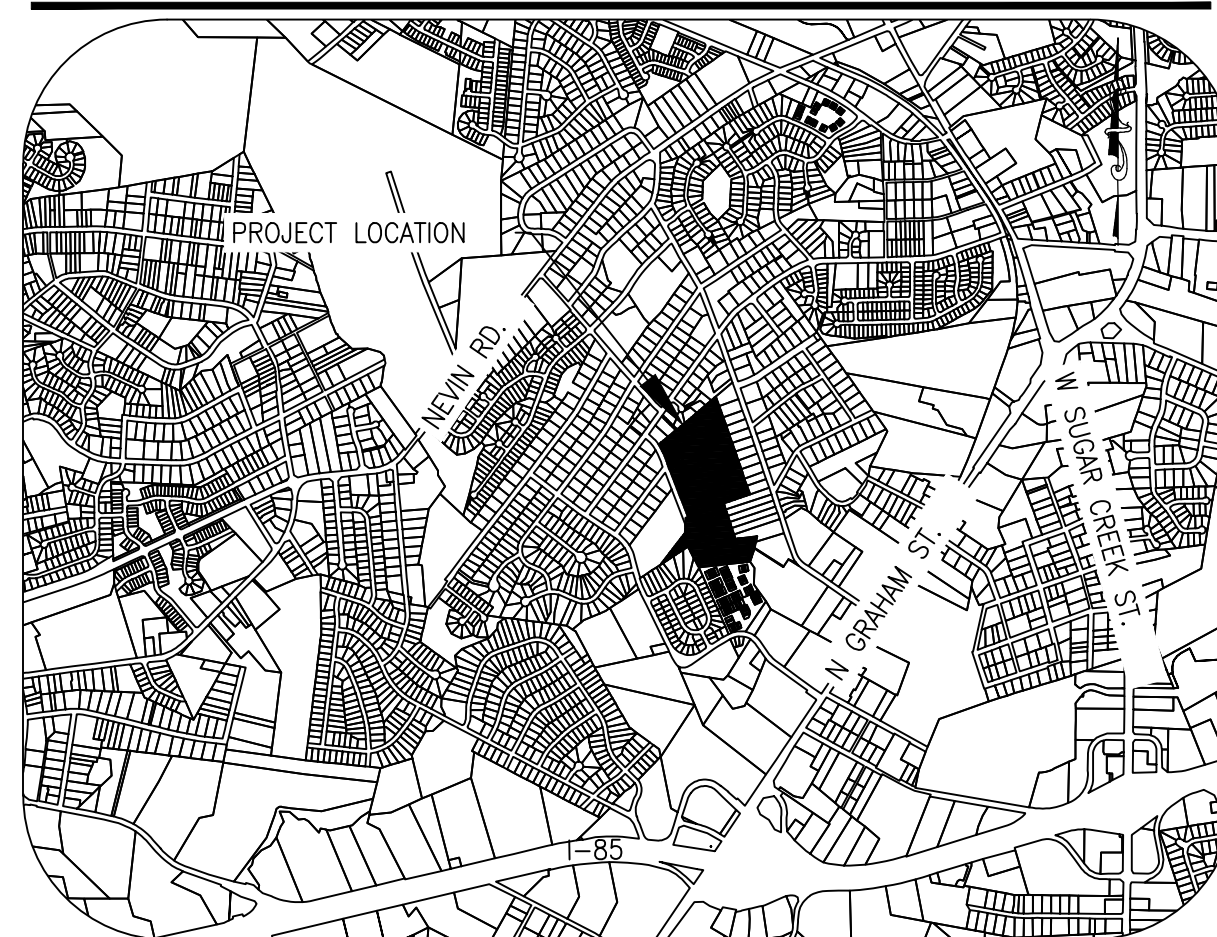 PROJECT LOCATION
NEVIN RD.
W SUGAR CREEK ST.
N GRAHAM ST.
I-85